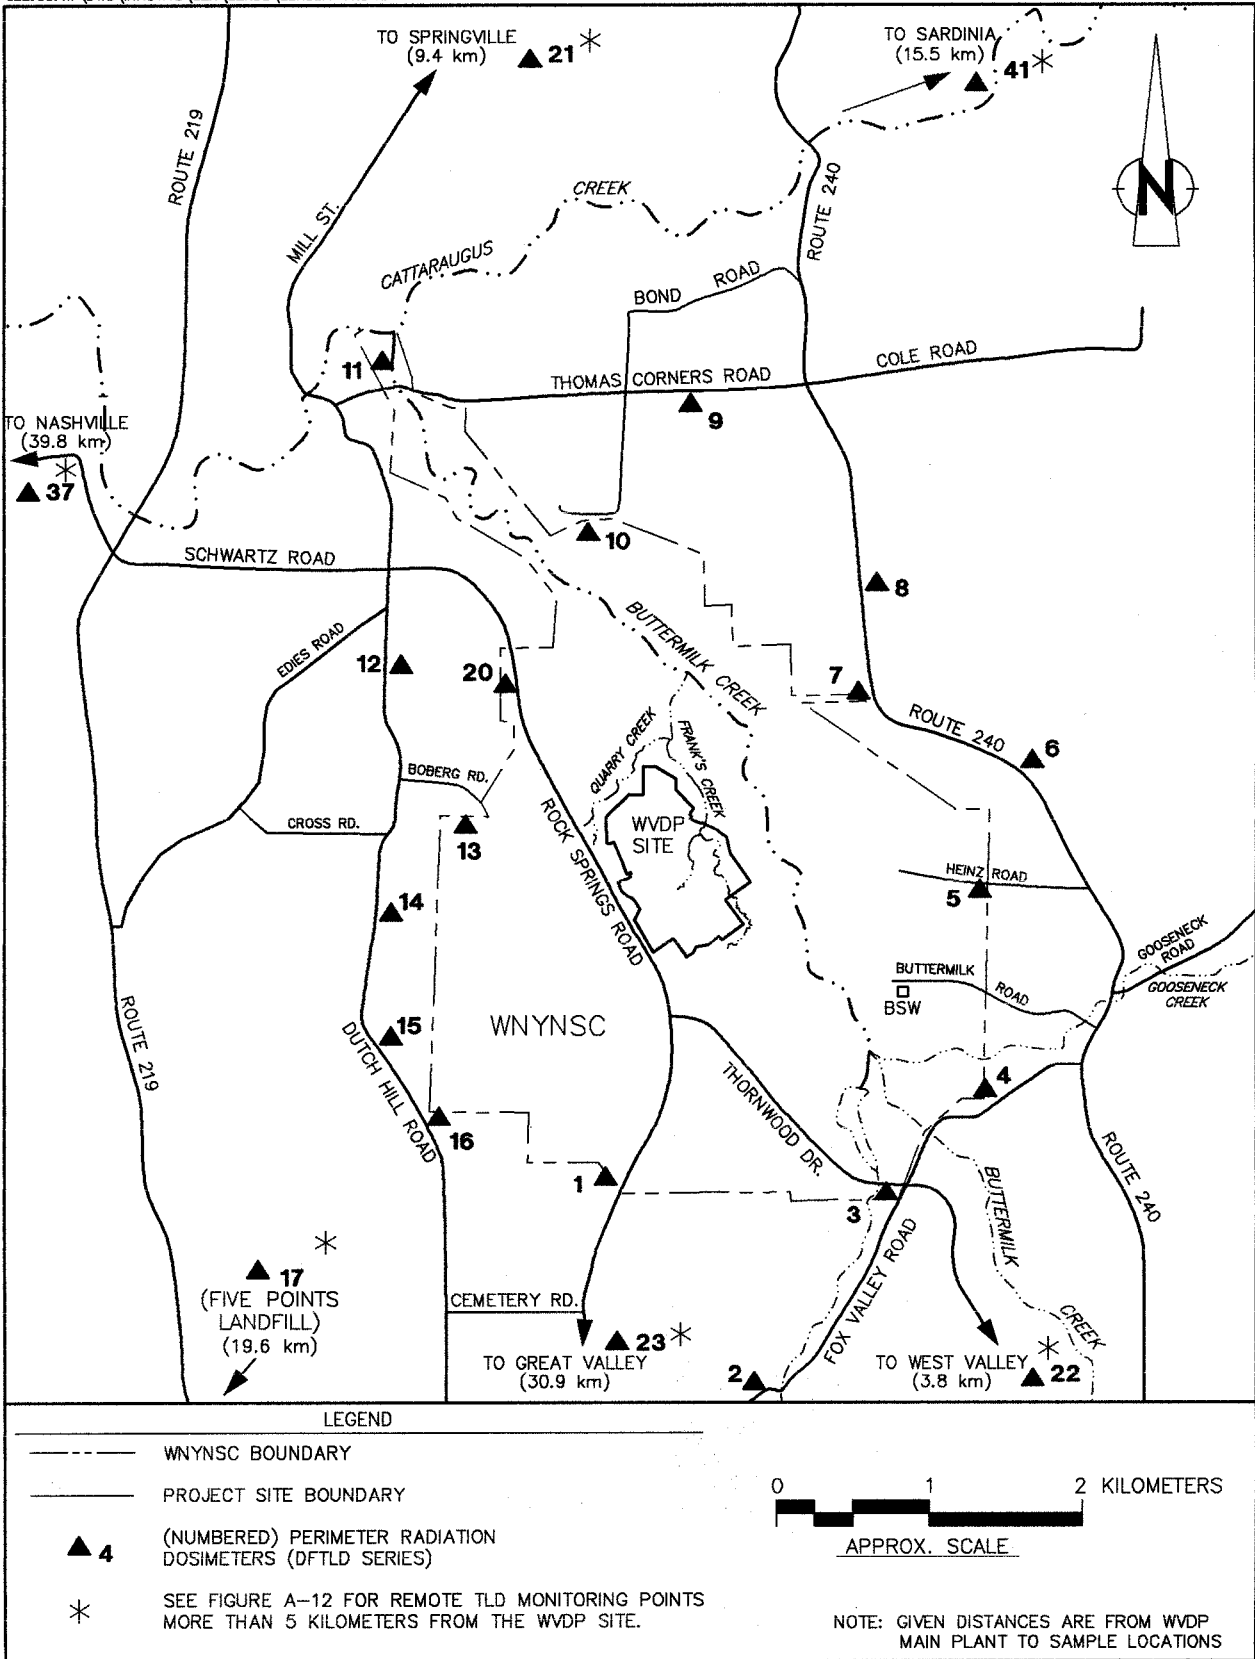 TO SPRINGVILLE
(9.4 km)
21
TO SARDINIA
(15.5 km)
41
N
ROUTE 219
MILL ST.
CREEK
CATTARAUGUS
ROUTE 240
BOND ROAD
11
THOMAS CORNERS ROAD
COLE ROAD
9
TO NASHVILLE
(39.8 km)
37
10
SCHWARTZ ROAD
8
EDIES ROAD
BUTTERMILK CREEK
12
20
7
QUARRY CREEK
FRANK'S CREEK
ROUTE 240
6
BOBERG RD.
CROSS RD.
13
ROCK SPRINGS ROAD
WVDP
SITE
HEINZ ROAD
5
14
GOOSENECK
ROAD
GOOSENECK
CREEK
BUTTERMILK
ROAD
BSW
ROUTE 219
15
DUTCH HILL ROAD
WNYNSC
THORNWOOD DR.
4
16
ROUTE 240
1
3
BUTTERMILK
CREEK
FOX VALLEY ROAD
17
(FIVE POINTS
LANDFILL)
(19.6 km)
CEMETERY RD.
23
TO GREAT VALLEY
(30.9 km)
2
TO WEST VALLEY
(3.8 km)
22
LEGEND
WNYNSC BOUNDARY
PROJECT SITE BOUNDARY
4
(NUMBERED) PERIMETER RADIATION
DOSIMETERS (DFTLD SERIES)
SEE FIGURE A-12 FOR REMOTE TLD MONITORING POINTS
MORE THAN 5 KILOMETERS FROM THE WVDP SITE.
0 1 2 KILOMETERS
APPROX. SCALE
NOTE: GIVEN DISTANCES ARE FROM WVDP
MAIN PLANT TO SAMPLE LOCATIONS